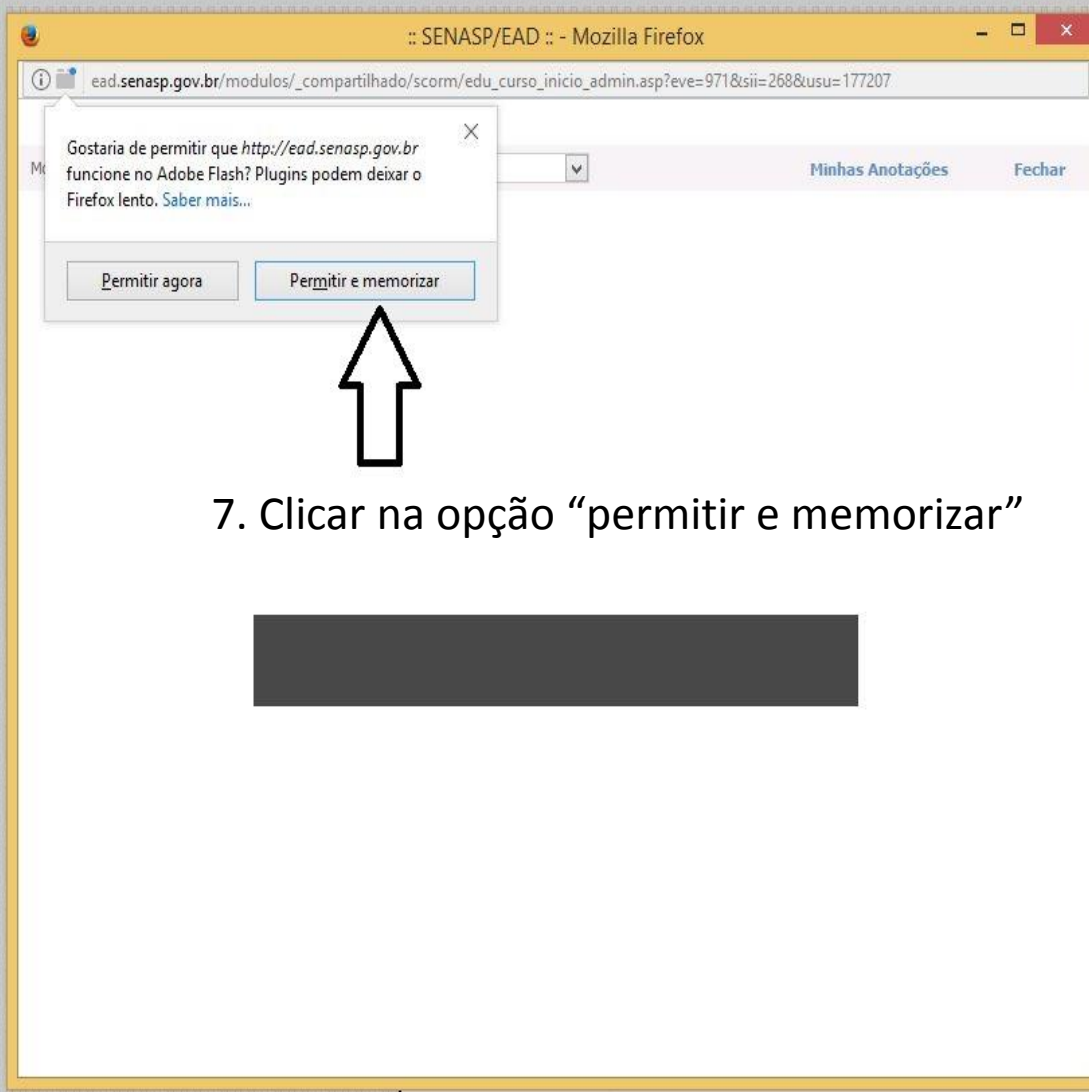 :: SENASP/EAD :: - Mozilla Firefox
ead.senasp.gov.br/modulos/_compartilhado/scorm/edu_curso_inicio_admin.asp?eve=971&sii=268&usu=177207
Gostaria de permitir que http://ead.senasp.gov.br
funcione no Adobe Flash? Plugins podem deixar o
Firefox lento. Saber mais...
Minhas Anotações Fechar
Permitir agora Permitir e memorizar
7. Clicar na opção “permitir e memorizar”